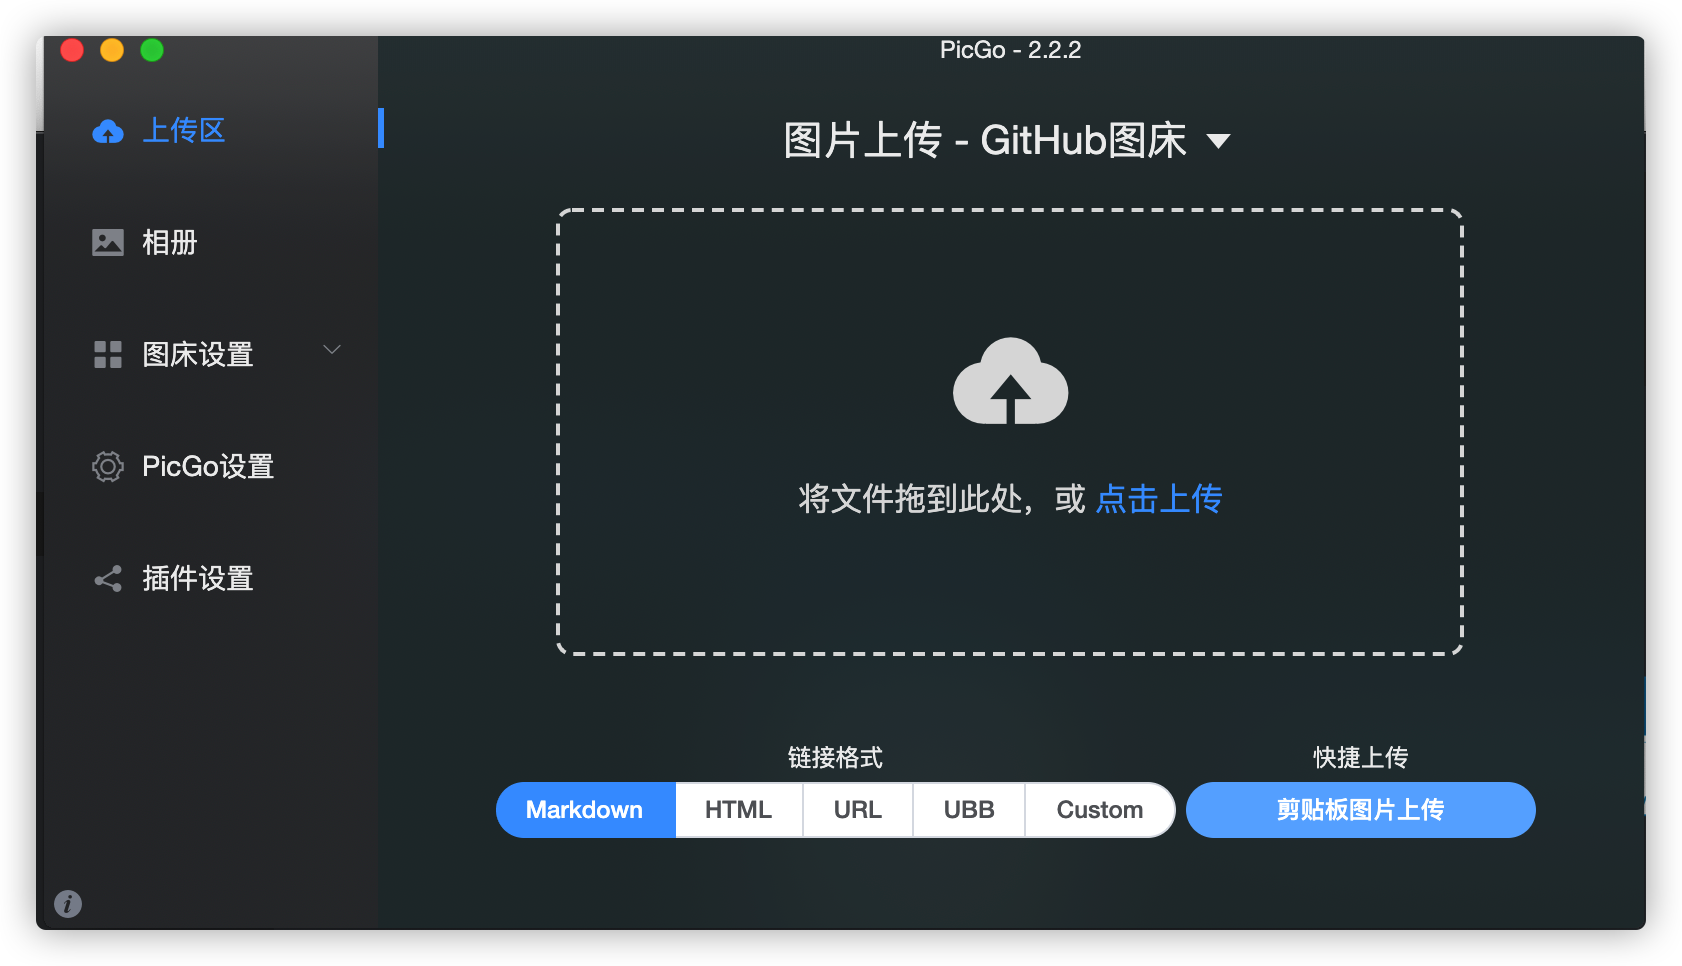 PicGo - 2.2.2
上传区
相册
图床设置
PicGo设置
插件设置
图片上传 - GitHub图床
将文件拖到此处，或 点击上传
链接格式
Markdown HTML URL UBB Custom
快捷上传
剪贴板图片上传